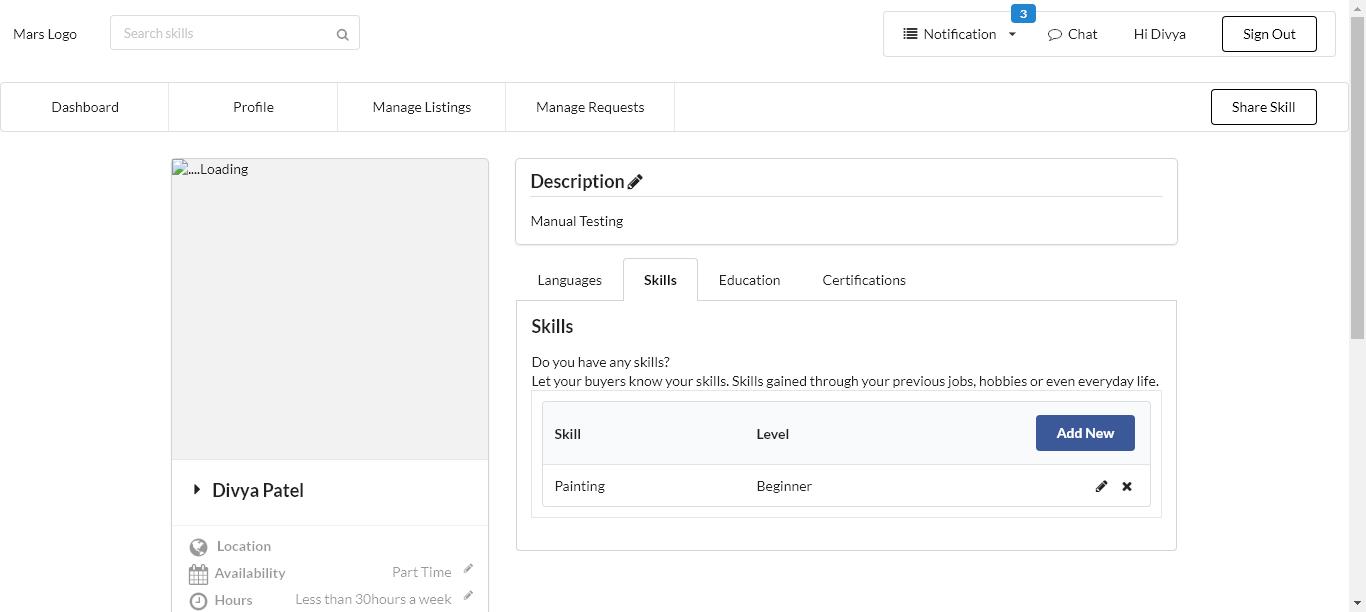 Mars Logo
Search skills
3
Notification
Chat
Hi Divya
Sign Out
Dashboard
Profile
Manage Listings
Manage Requests
Share Skill
....Loading
Description
Manual Testing
Languages
Skills
Education
Certifications
Skills
Do you have any skills?
Let your buyers know your skills. Skills gained through your previous jobs, hobbies or even everyday life.
Skill
Level
Add New
Painting
Beginner
Divya Patel
Location
Availability
Part Time
Hours
Less than 30hours a week